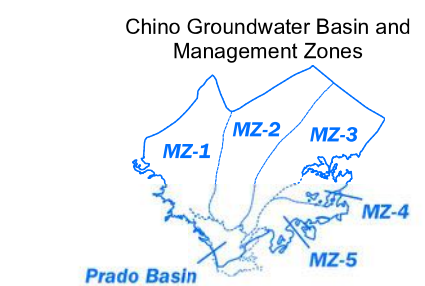 Chino Groundwater Basin and
Management Zones
MZ-2
MZ-3
MZ-1
MZ-4
MZ-5
Prado Basin